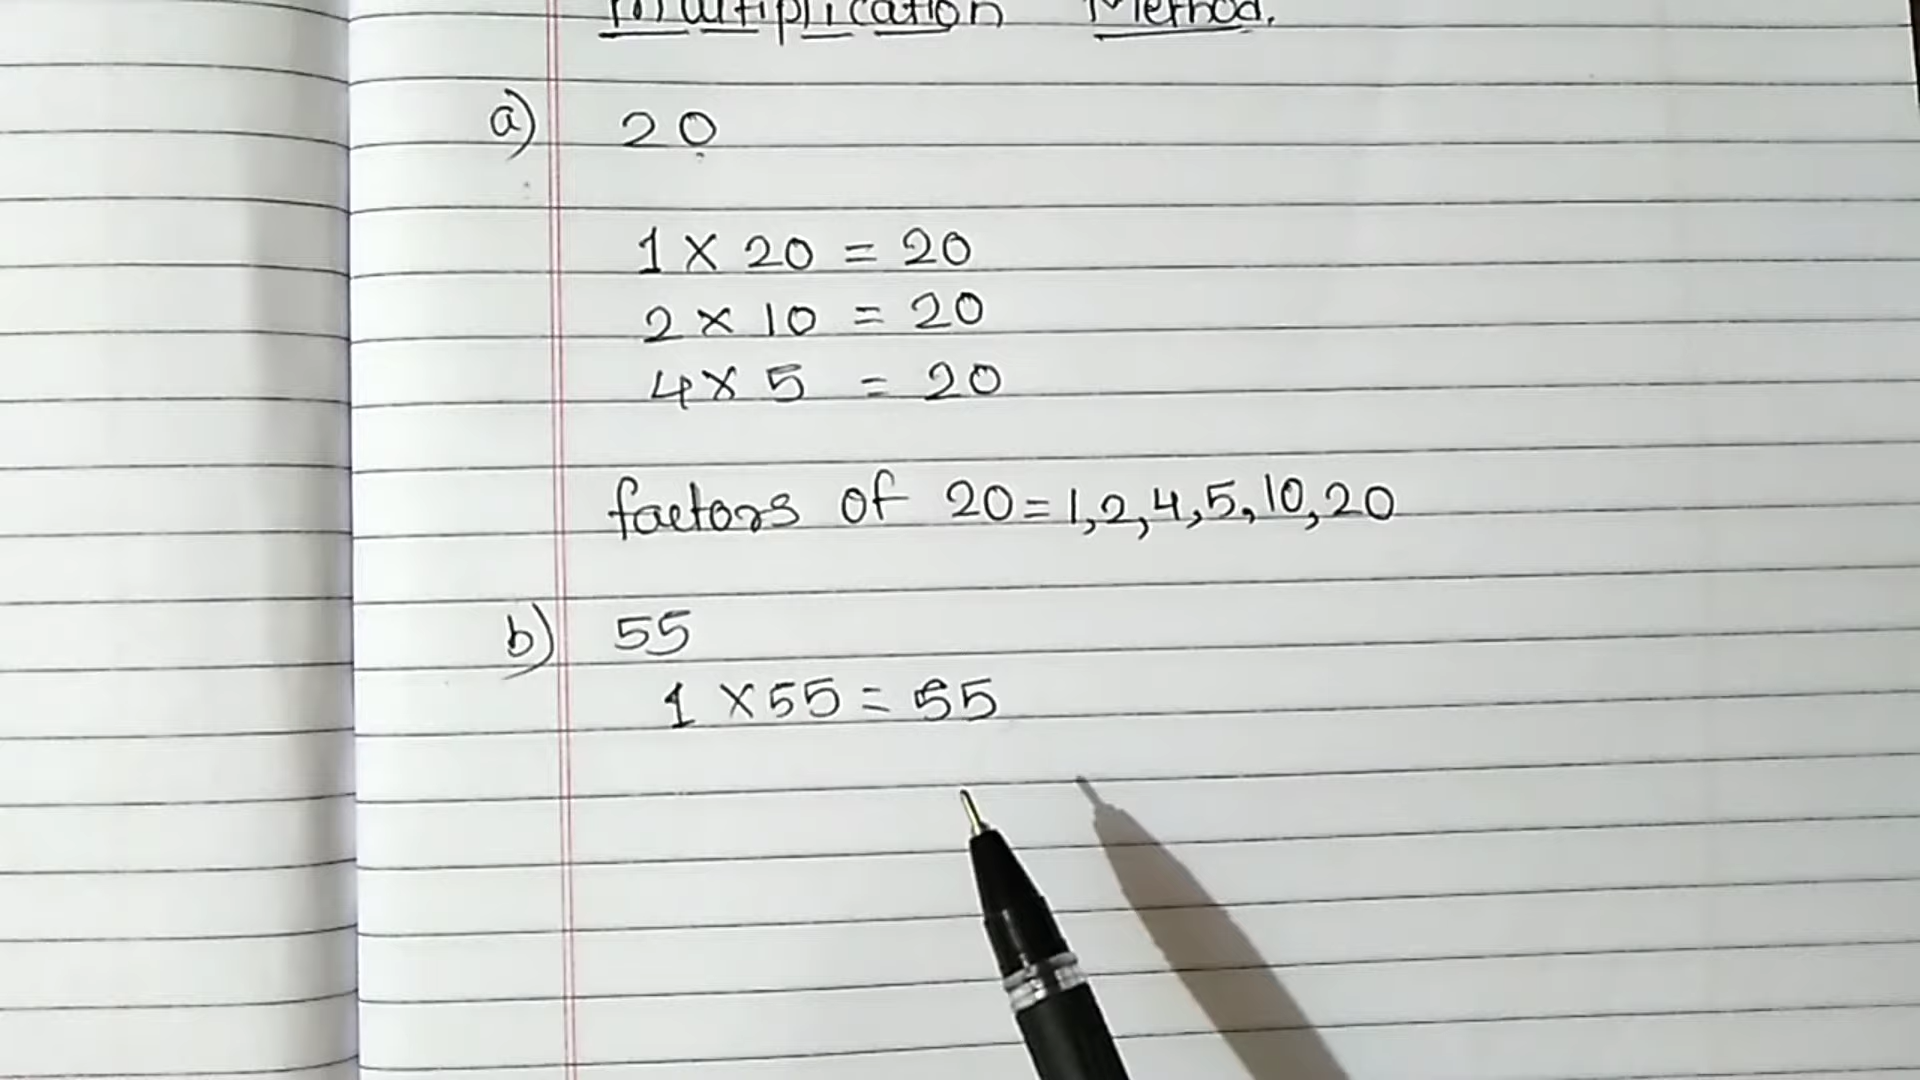 Multiplication Method.
a) 20
1 × 20 = 20
2 × 10 = 20
4 × 5 = 20
factors of 20 = 1, 2, 4, 5, 10, 20
b) 55
1 × 55 = 55